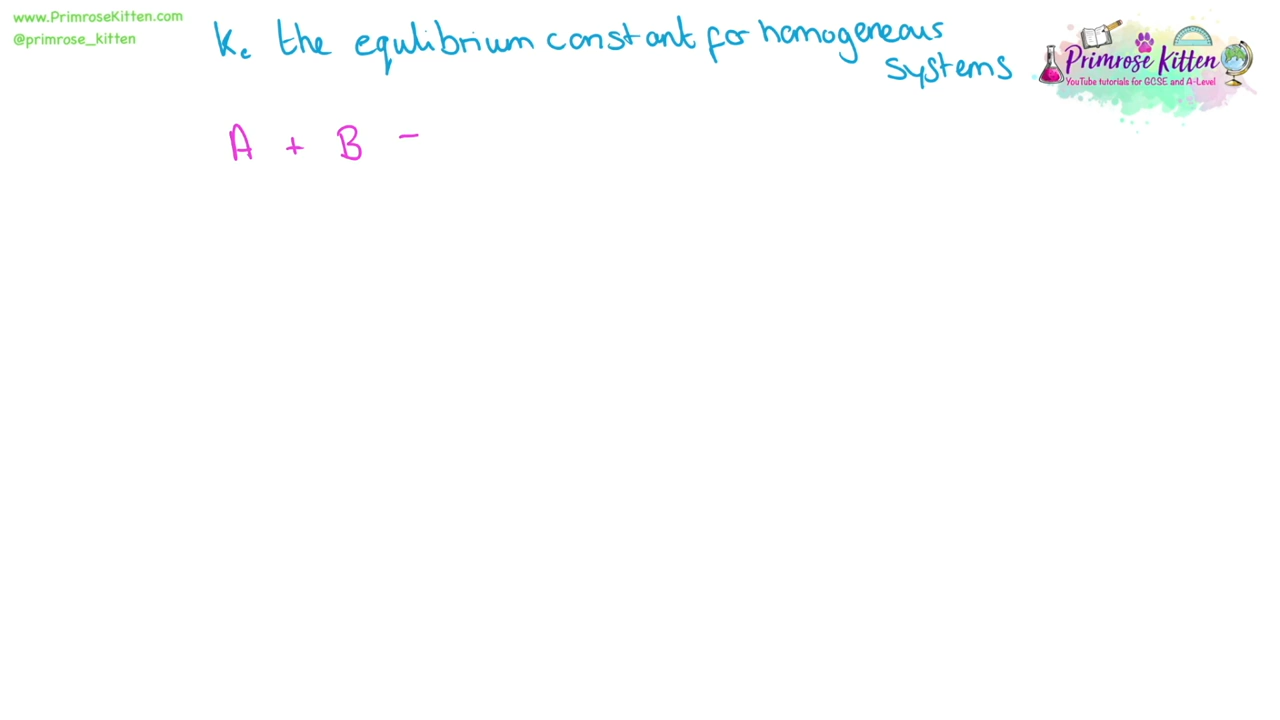 www.PrimroseKitten.com
@primrose_kitten
Kc the equlibrium constant for homogeneous
systems
Primrose Kitten
YouTube tutorials for GCSE and A-Level
A + B -